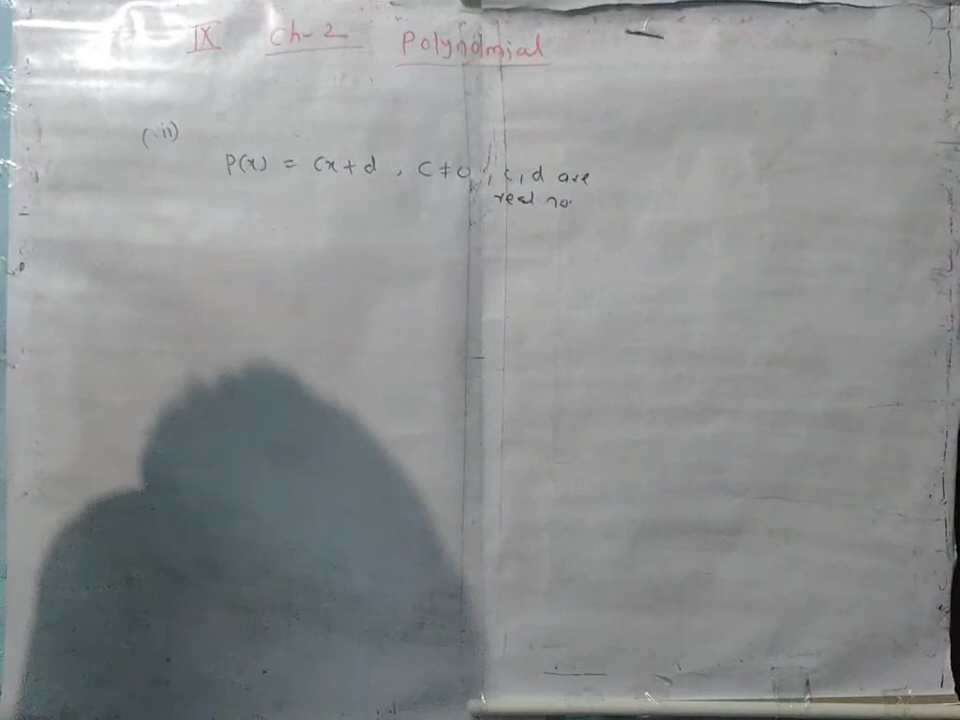 IX Ch-2 Polynomial
(vii)
P(x) = cx+d , c≠0 , c, d are
real no.